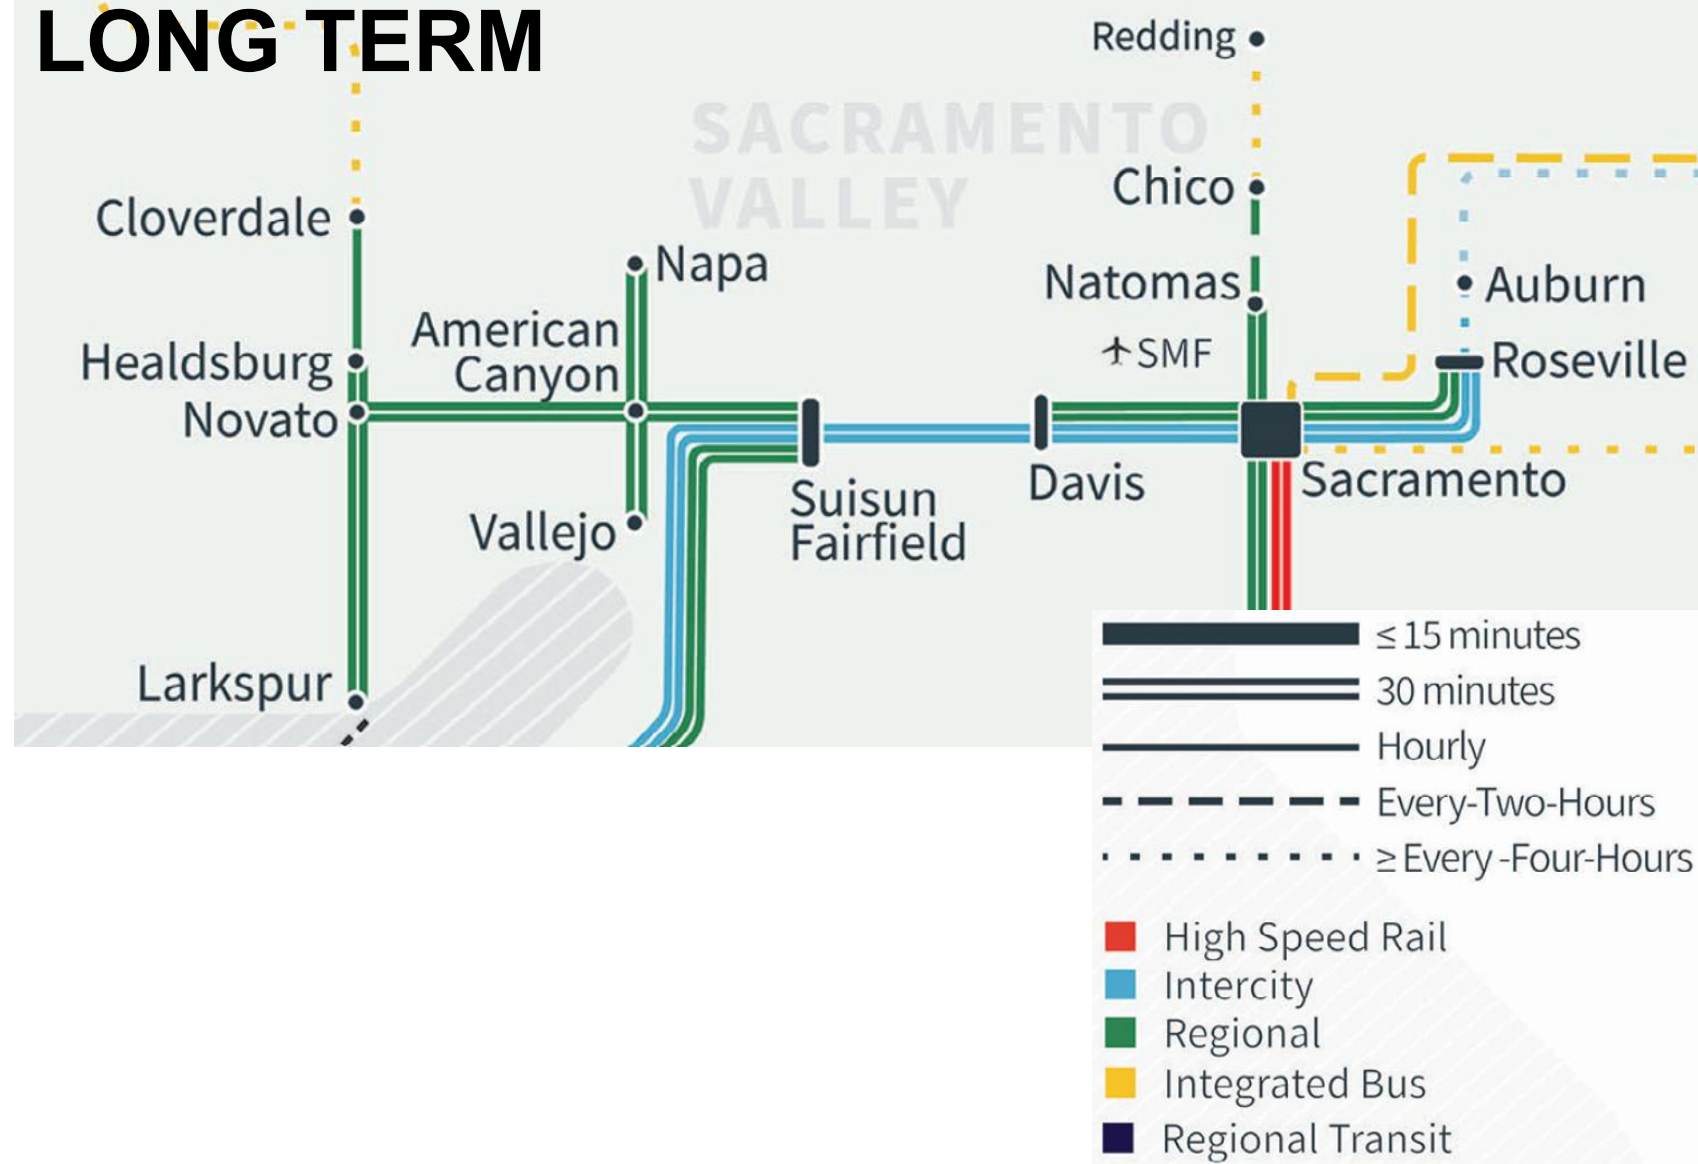 LONG TERM
Redding
SACRAMENTO
VALLEY
Chico
Cloverdale
Napa
Natomas
Auburn
American
Canyon
SMF
Healdsburg
Roseville
Novato
Davis
Sacramento
Suisun
Fairfield
Vallejo
Larkspur
≤ 15 minutes
30 minutes
Hourly
Every-Two-Hours
≥ Every -Four-Hours
High Speed Rail
Intercity
Regional
Integrated Bus
Regional Transit